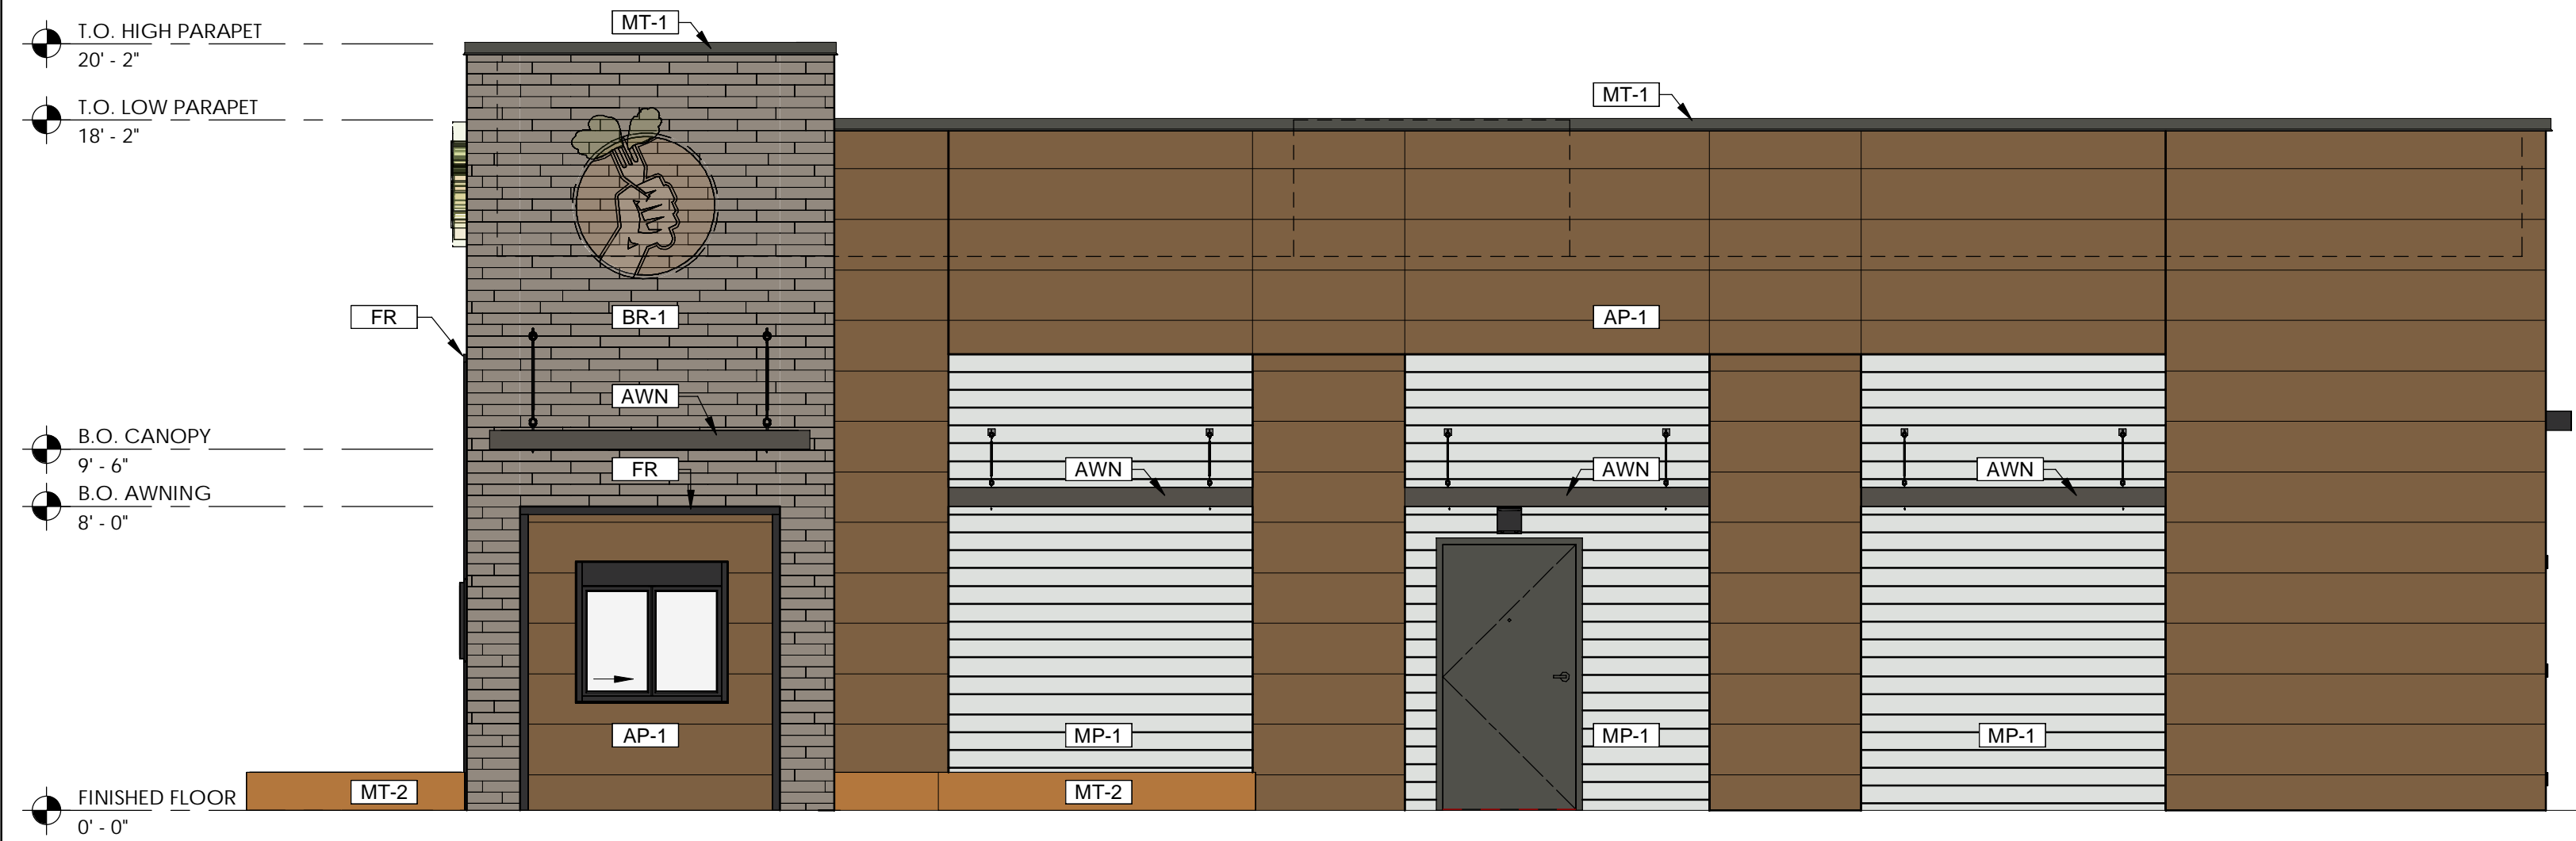 MT-1
T.O. HIGH PARAPET
20' - 2"
MT-1
T.O. LOW PARAPET
18' - 2"
FR
BR-1
AP-1
AWN
B.O. CANOPY
9' - 6"
FR
AWN
AWN
AWN
B.O. AWNING
8' - 0"
AP-1
MP-1
MP-1
MP-1
MT-2
MT-2
FINISHED FLOOR
0' - 0"